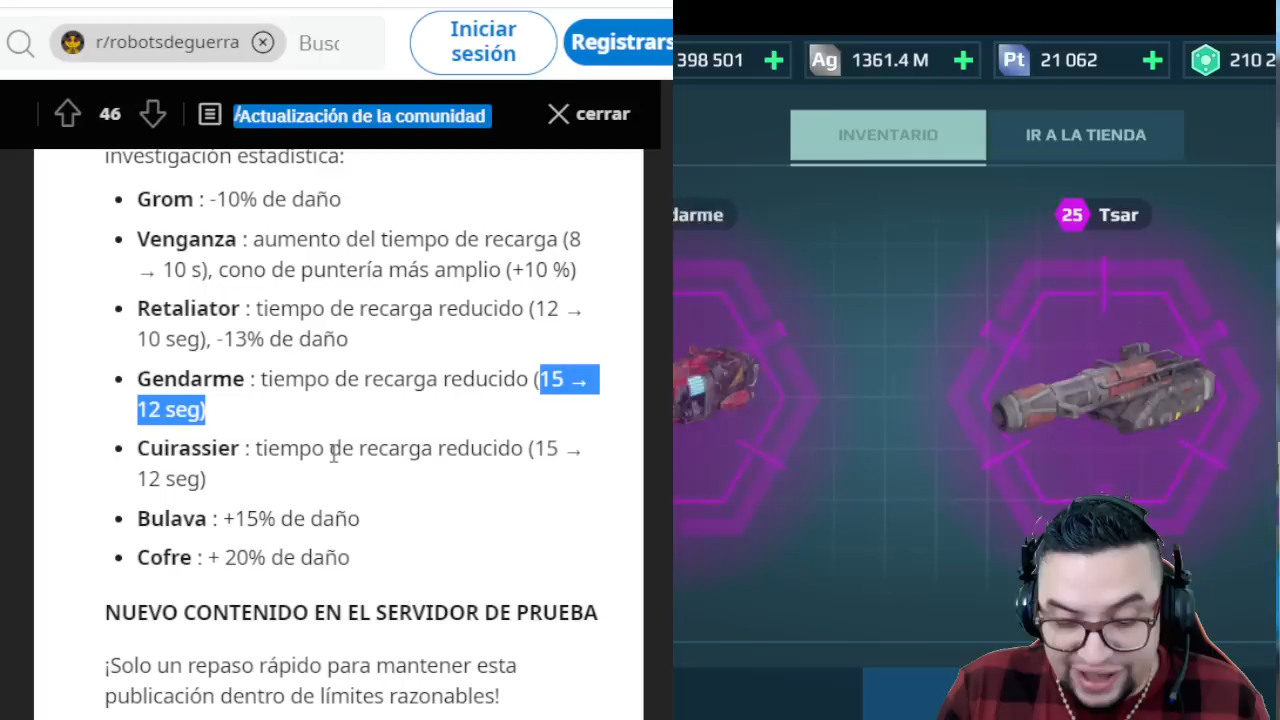 r/robotsdeguerra
Busc
Iniciar
sesión
Registrars
46
/Actualización de la comunidad
cerrar
investigación estadística:
Grom : -10% de daño
Venganza : aumento del tiempo de recarga (8
→ 10 s), cono de puntería más amplio (+10 %)
Retaliator : tiempo de recarga reducido (12 →
10 seg), -13% de daño
Gendarme : tiempo de recarga reducido (15 →
12 seg)
Cuirassier : tiempo de recarga reducido (15 →
12 seg)
Bulava : +15% de daño
Cofre : + 20% de daño
NUEVO CONTENIDO EN EL SERVIDOR DE PRUEBA
¡Solo un repaso rápido para mantener esta
publicación dentro de límites razonables!
398 501
Ag 1361.4 M
Pt 21 062
210 2
INVENTARIO
IR A LA TIENDA
darme
25 Tsar